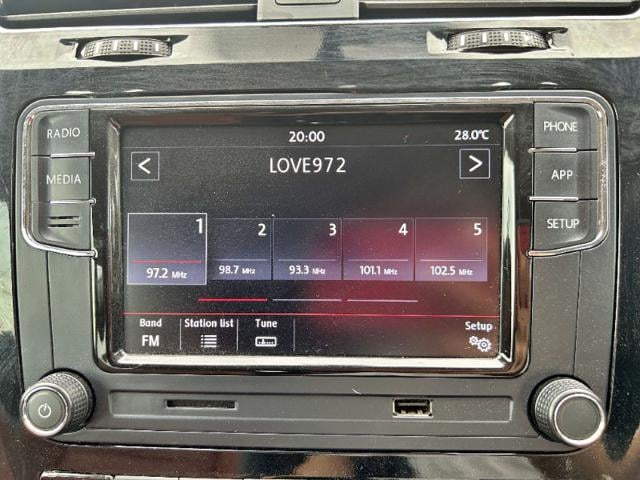 RADIO
MEDIA
PHONE
APP
SETUP
20:00 28.0°C
< LOVE972 >
1 2 3 4 5
97.2 MHz 98.7 MHz 93.3 MHz 101.1 MHz 102.5 MHz
Band Station list Tune Setup
FM